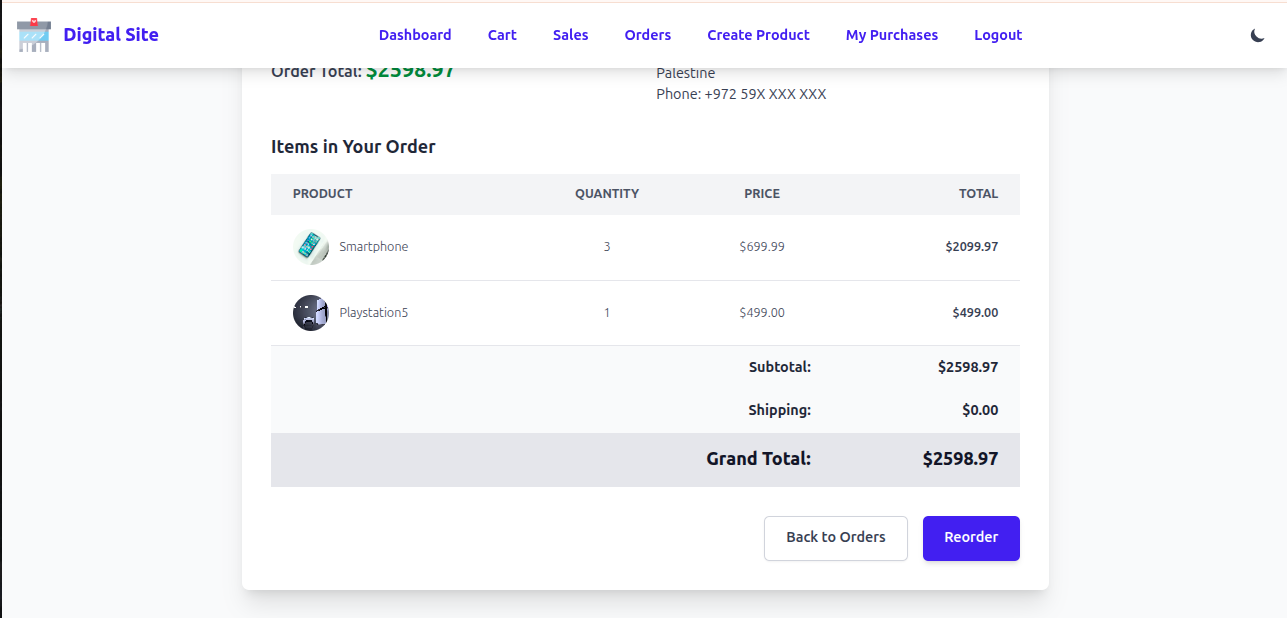 Digital Site
Dashboard Cart Sales Orders Create Product My Purchases Logout
Order Total: $2598.97
Palestine
Phone: +972 59X XXX XXX
Items in Your Order
PRODUCT QUANTITY PRICE TOTAL
Smartphone 3 $699.99 $2099.97
Playstation5 1 $499.00 $499.00
Subtotal: $2598.97
Shipping: $0.00
Grand Total: $2598.97
Back to Orders Reorder